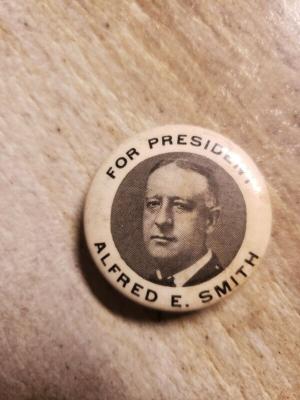 FOR PRESIDENT
ALFRED E. SMITH